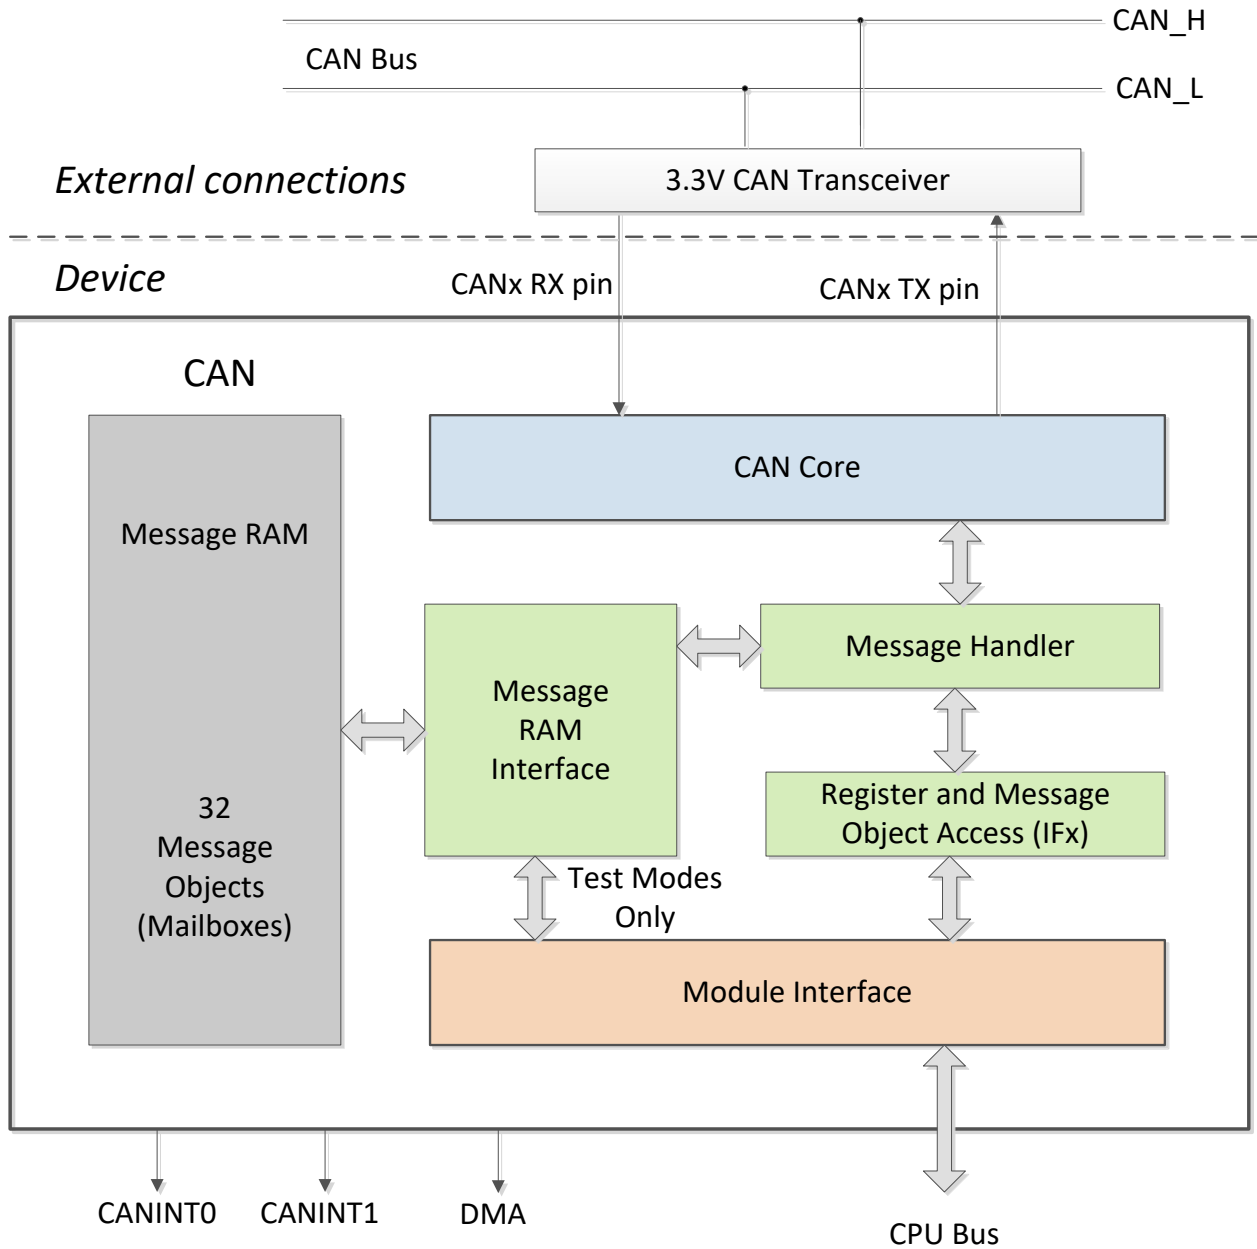 CAN_H
CAN Bus
CAN_L
External connections
3.3V CAN Transceiver
Device
CANx RX pin
CANx TX pin
CAN
CAN Core
Message RAM
Message Handler
Message
RAM
Interface
32
Message
Objects
(Mailboxes)
Register and Message
Object Access (IFx)
Test Modes
Only
Module Interface
CANINT0
CANINT1
DMA
CPU Bus